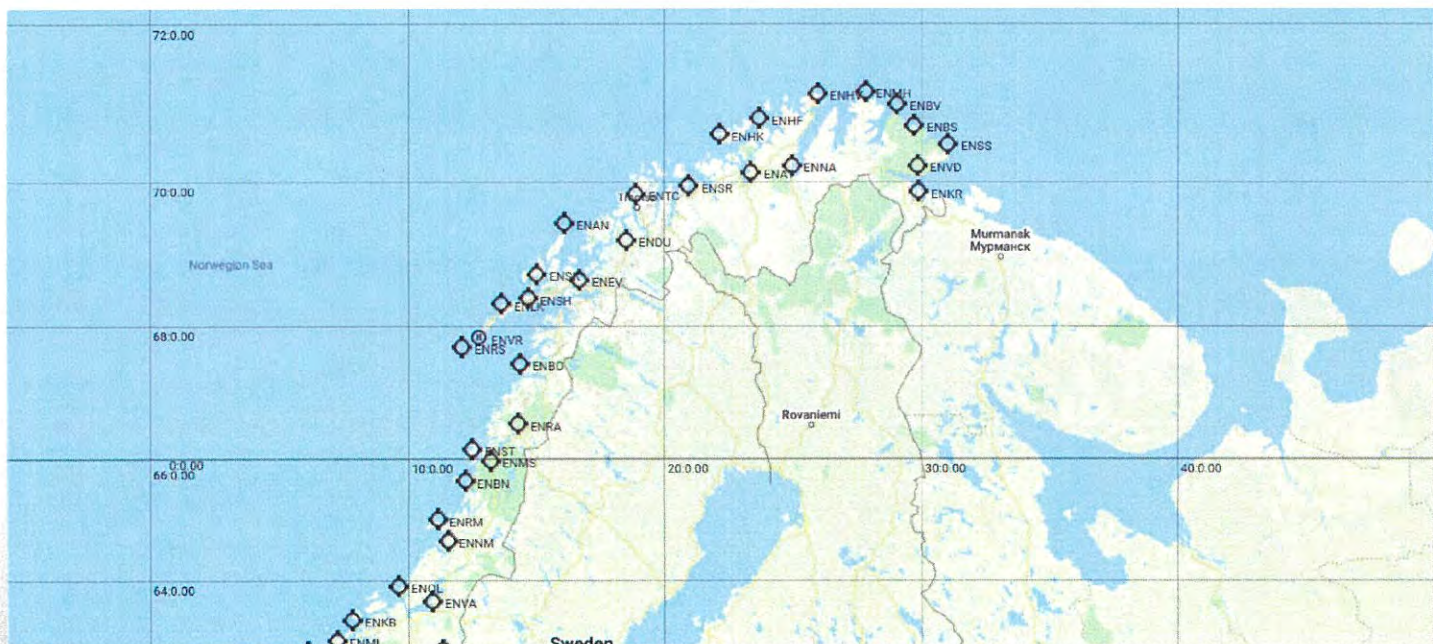 72:0.00
ENHV
ENMH
ENBV
ENHF
ENBS
ENHK
ENSS
ENAT
ENNA
ENVD
70:0.00
ENSR
ENKR
ENTC
ENAN
ENDU
Murmansk
Мурманск
Norwegian Sea
ENEV
ENSH
68:0.00
ENVR
ENRS
ENBO
Rovaniemi
ENRA
ENST
ENMS
0:0.00
10:0.00
20:0.00
30:0.00
40:0.00
66:0.00
ENBN
ENRM
ENNM
64:0.00
ENOL
ENVA
ENKB
ENML
Sweden